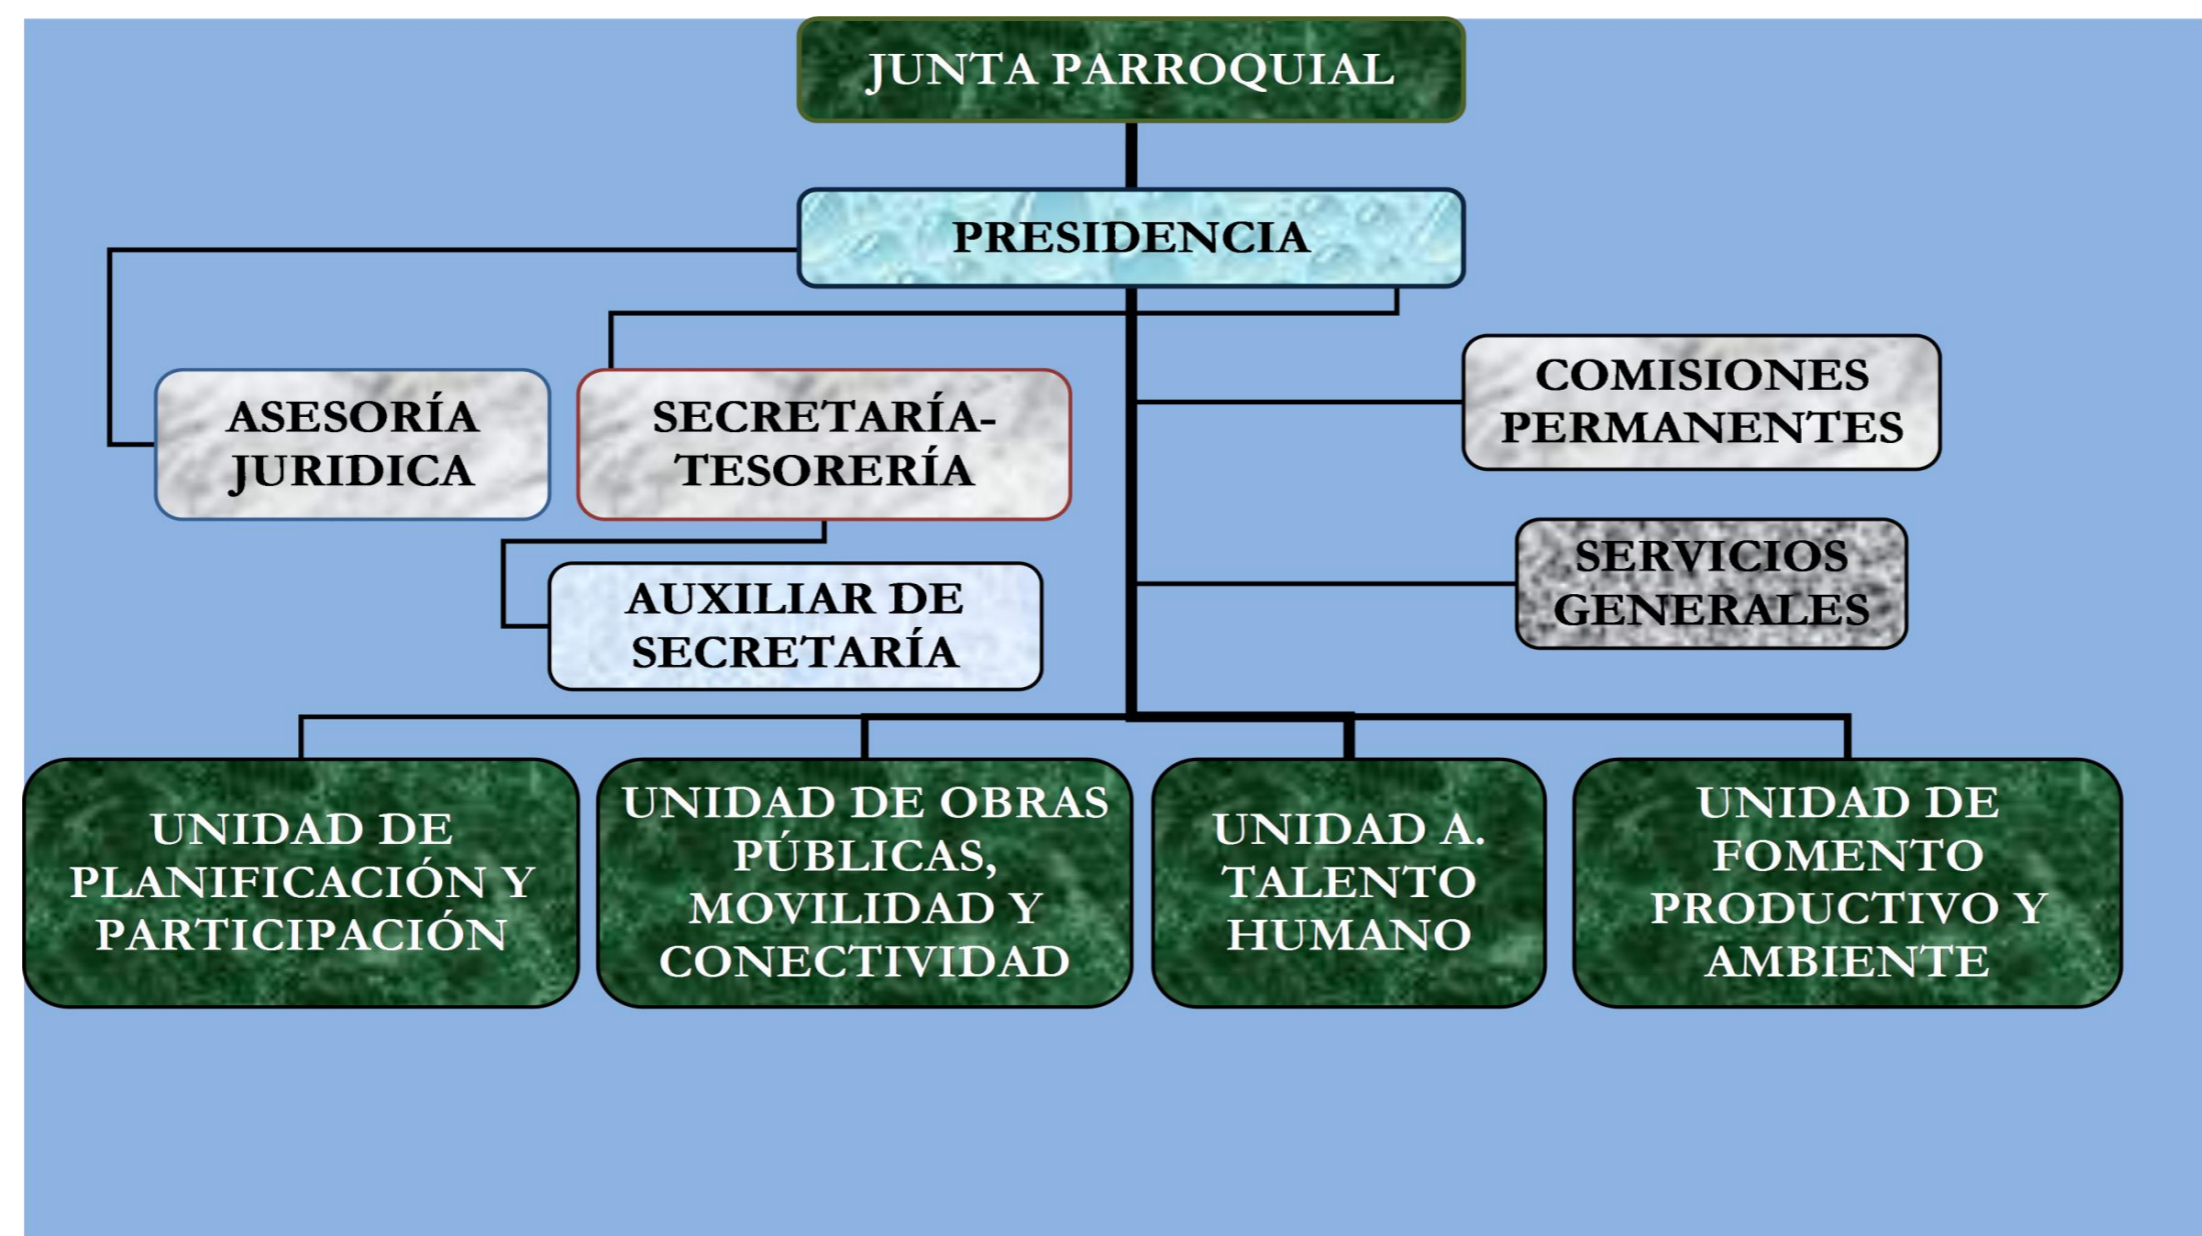 JUNTA PARROQUIAL
PRESIDENCIA
ASESORÍA
JURIDICA
SECRETARÍA-
TESORERÍA
COMISIONES
PERMANENTES
SERVICIOS
GENERALES
AUXILIAR DE
SECRETARÍA
UNIDAD DE
PLANIFICACIÓN Y
PARTICIPACIÓN
UNIDAD DE OBRAS
PÚBLICAS,
MOVILIDAD Y
CONECTIVIDAD
UNIDAD A.
TALENTO
HUMANO
UNIDAD DE
FOMENTO
PRODUCTIVO Y
AMBIENTE